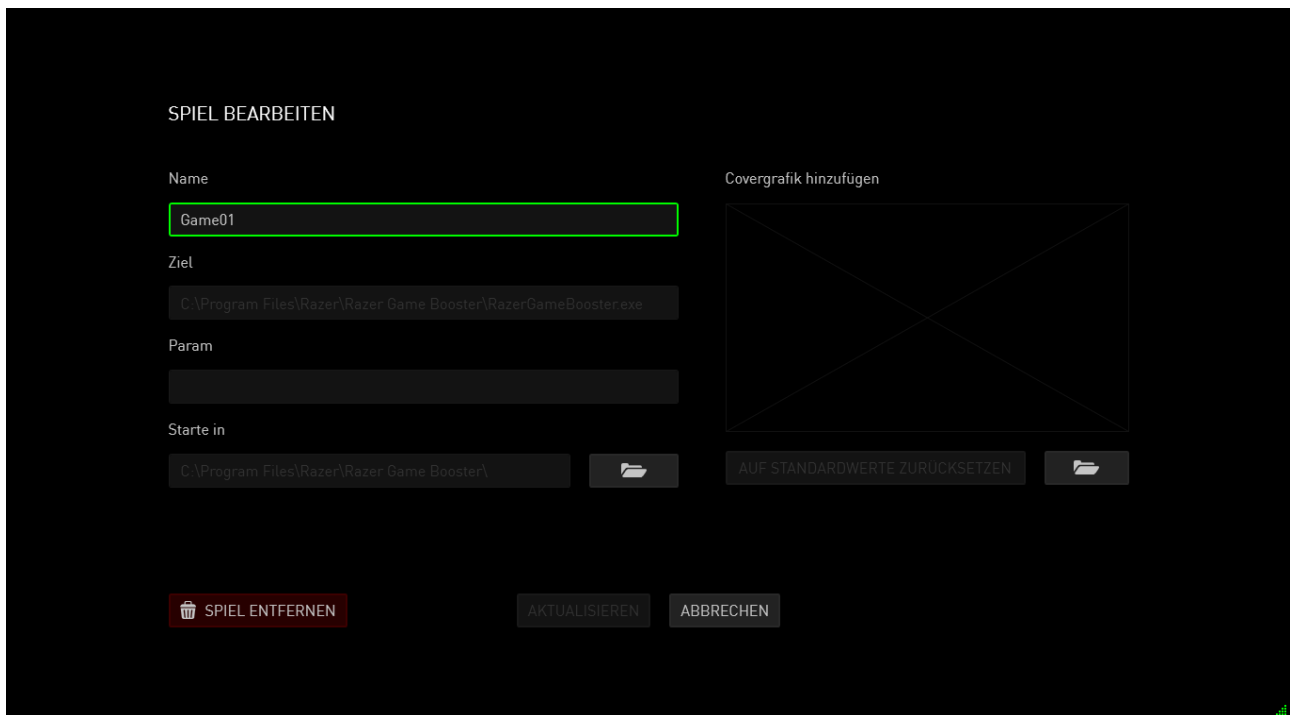 SPIEL BEARBEITEN
Name
Game01
Ziel
C:\Program Files\Razer\Razer Game Booster\RazerGameBooster.exe
Param
Starte in
C:\Program Files\Razer\Razer Game Booster\
Covergrafik hinzufügen
AUF STANDARDWERTE ZURÜCKSETZEN
SPIEL ENTFERNEN
AKTUALISIEREN
ABBRECHEN